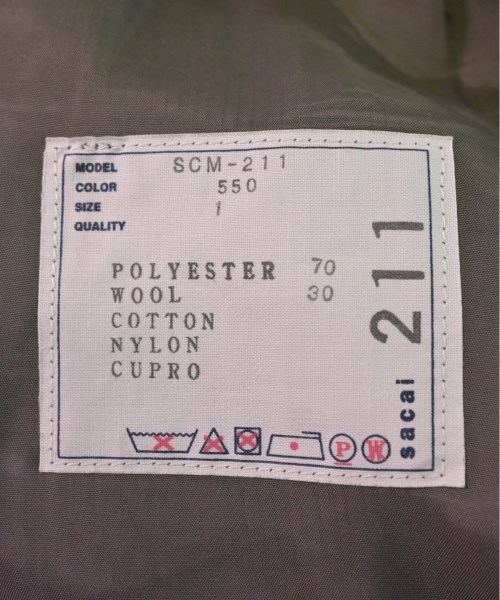 MODEL SCM-211
COLOR 550
SIZE 1
QUALITY
POLYESTER 70
WOOL 30
COTTON
NYLON
CUPRO
P W
sacai 211